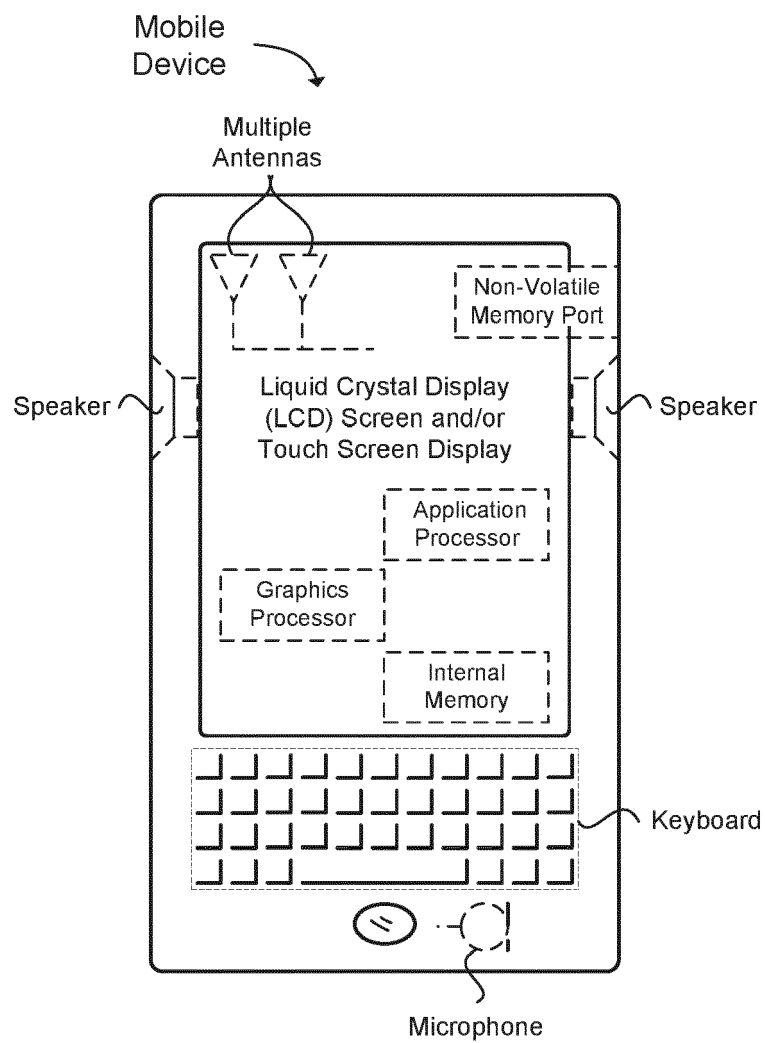 Mobile
Device
Multiple
Antennas
Non-Volatile
Memory Port
Speaker
Liquid Crystal Display
(LCD) Screen and/or
Touch Screen Display
Speaker
Application
Processor
Graphics
Processor
Internal
Memory
Keyboard
Microphone